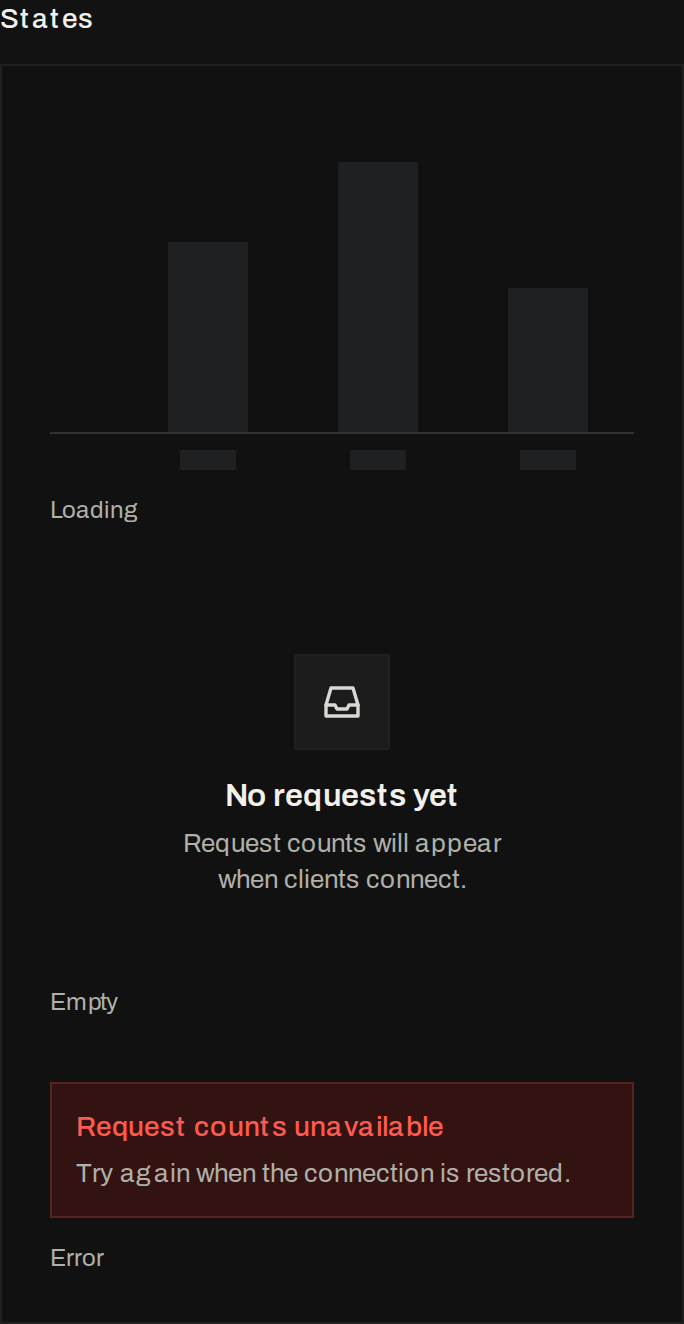 States
Loading
No requests yet
Request counts will appear
when clients connect.
Empty
Request counts unavailable
Try again when the connection is restored.
Error